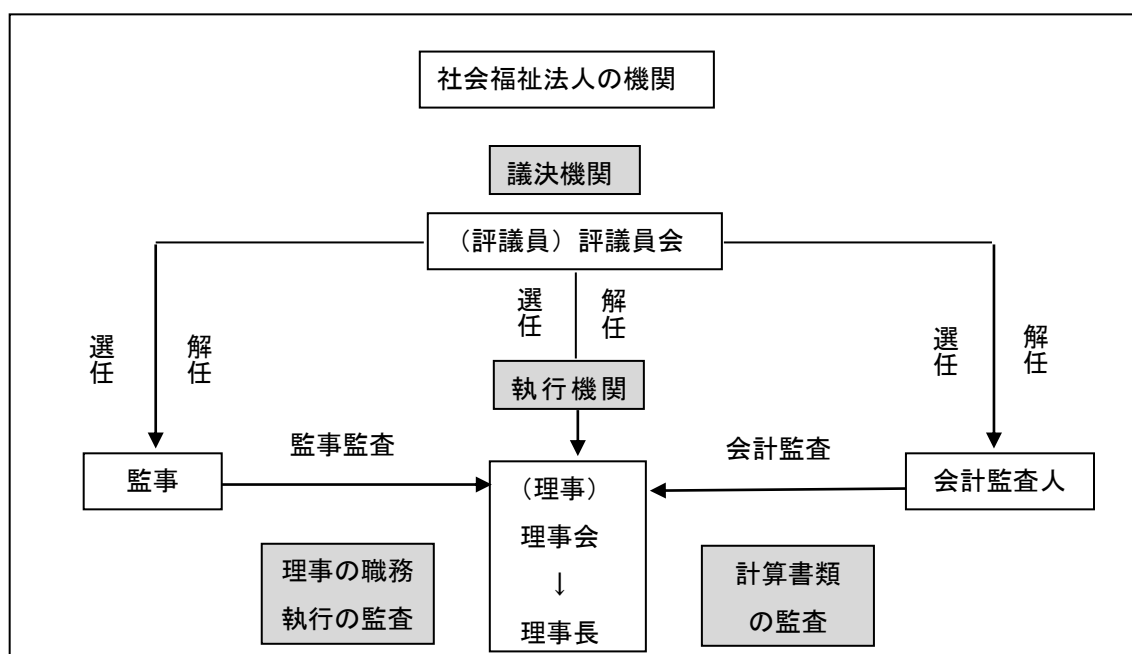 社会福祉法人の機関
議決機関
（評議員）評議員会
選任
解任
選任
解任
選任
解任
執行機関
監事監査
会計監査
監事
（理事）
理事会
↓
理事長
会計監査人
理事の職務
執行の監査
計算書類
の監査